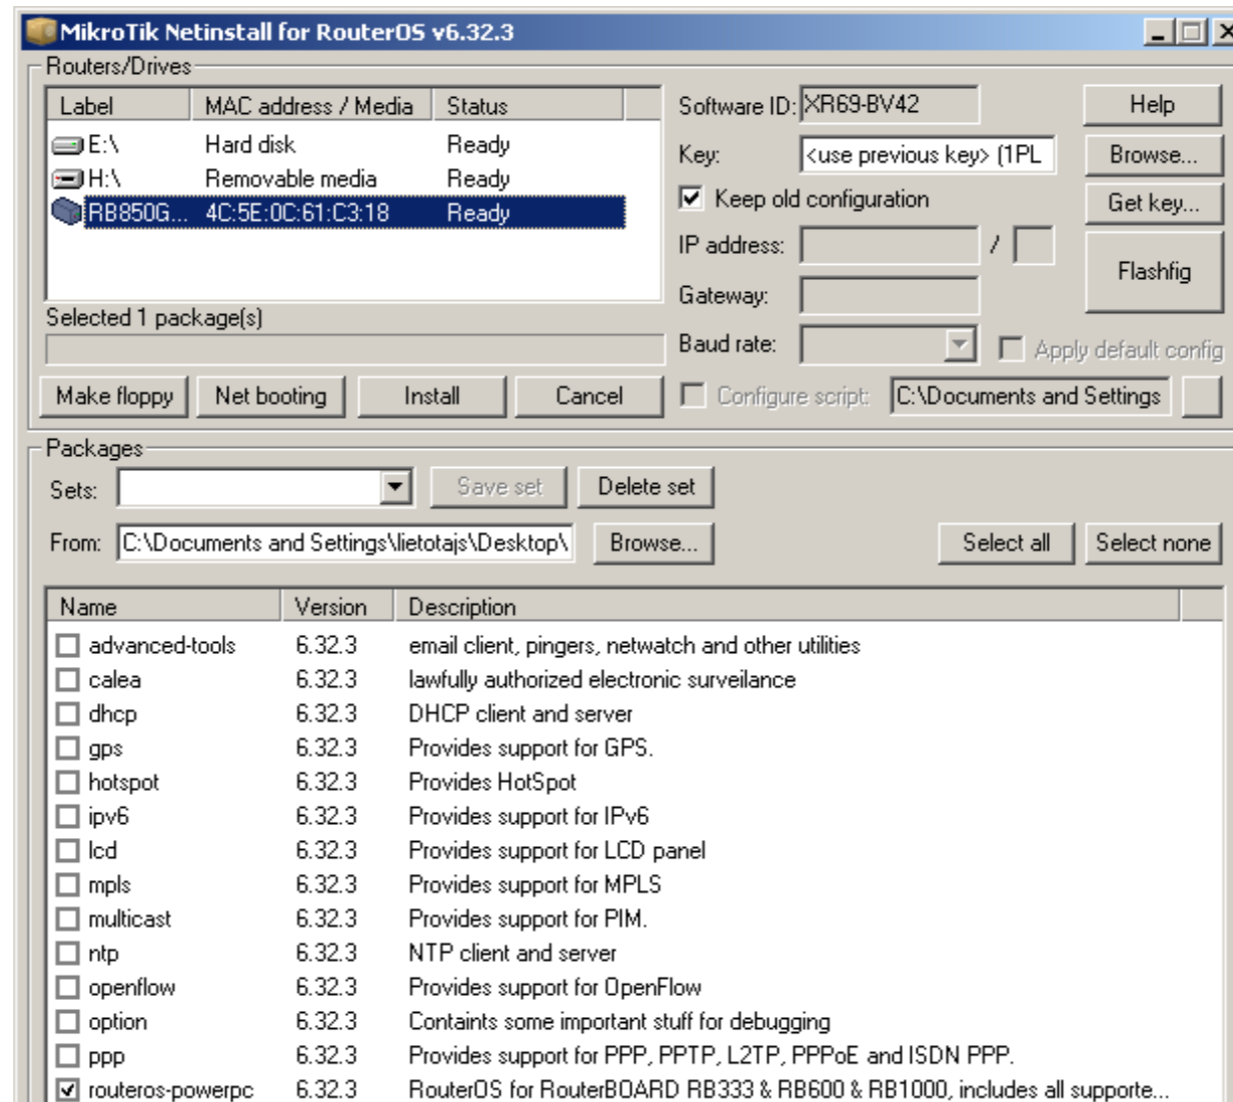 MikroTik Netinstall for RouterOS v6.32.3
Routers/Drives
Label MAC address / Media Status
E:\ Hard disk Ready
H:\ Removable media Ready
RB850G... 4C:5E:0C:61:C3:18 Ready
Selected 1 package(s)
Make floppy Net booting Install Cancel
Software ID: XR69-BV42 Help
Key: <use previous key> (1PL Browse...
Keep old configuration Get key...
IP address: / Flashfig
Gateway:
Baud rate: Apply default config
Configure script: C:\Documents and Settings
Packages
Sets: Save set Delete set
From: C:\Documents and Settings\lietotajs\Desktop\ Browse... Select all Select none
Name Version Description
advanced-tools 6.32.3 email client, pingers, netwatch and other utilities
calea 6.32.3 lawfully authorized electronic surveilance
dhcp 6.32.3 DHCP client and server
gps 6.32.3 Provides support for GPS.
hotspot 6.32.3 Provides HotSpot
ipv6 6.32.3 Provides support for IPv6
lcd 6.32.3 Provides support for LCD panel
mpls 6.32.3 Provides support for MPLS
multicast 6.32.3 Provides support for PIM.
ntp 6.32.3 NTP client and server
openflow 6.32.3 Provides support for OpenFlow
option 6.32.3 Containts some important stuff for debugging
ppp 6.32.3 Provides support for PPP, PPTP, L2TP, PPPoE and ISDN PPP.
routeros-powerpc 6.32.3 RouterOS for RouterBOARD RB333 & RB600 & RB1000, includes all supporte...